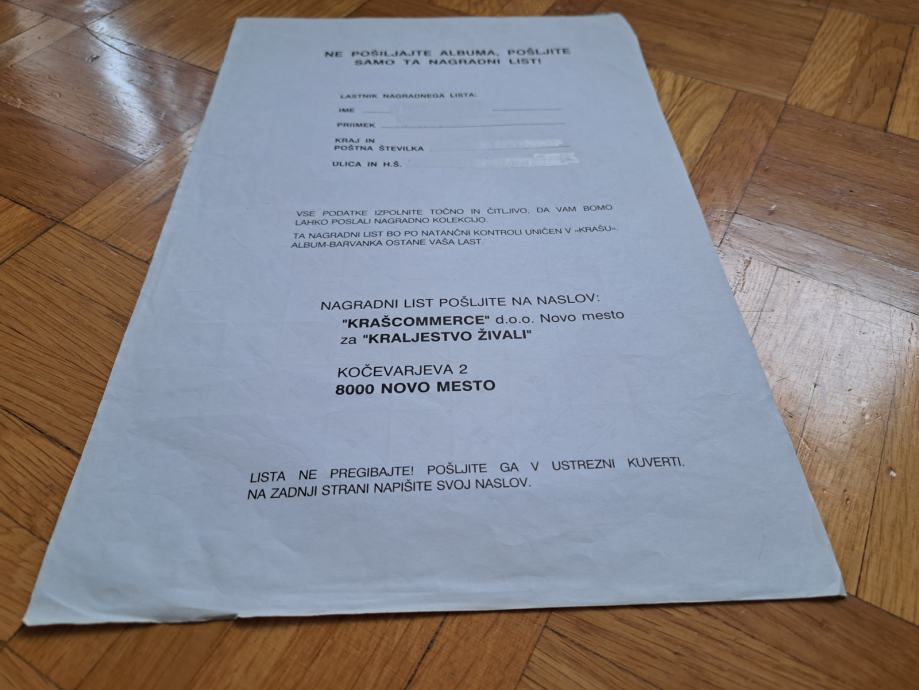 NE POŠILJAJTE ALBUMA, POŠLJITE
SAMO TA NAGRADNI LIST!
LASTNIK NAGRADNEGA LISTA:
IME
PRIIMEK
KRAJ IN
POŠTNA ŠTEVILKA
ULICA IN H.Š.
VSE PODATKE IZPOLNITE TOČNO IN ČITLJIVO, DA VAM BOMO
LAHKO POSLALI NAGRADNO KOLEKCIJO.
TA NAGRADNI LIST BO PO NATANČNI KONTROLI UNIČEN V »KRAŠU«.
ALBUM-BARVANKA OSTANE VAŠA LAST.
NAGRADNI LIST POŠLJITE NA NASLOV:
"KRAŠCOMMERCE" d.o.o. Novo mesto
za "KRALJESTVO ŽIVALI"
KOČEVARJEVA 2
8000 NOVO MESTO
LISTA NE PREGIBAJTE! POŠLJITE GA V USTREZNI KUVERTI.
NA ZADNJI STRANI NAPIŠITE SVOJ NASLOV.